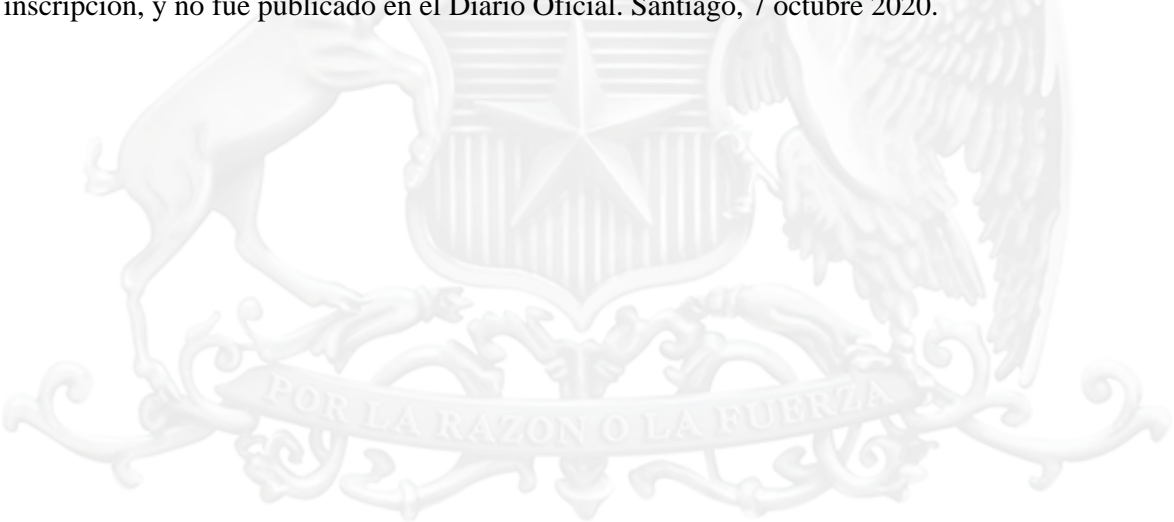 inscripción, y no fue publicado en el Diario Oficial. Santiago, 7 octubre 2020.
POR LA RAZON O LA FUERZA